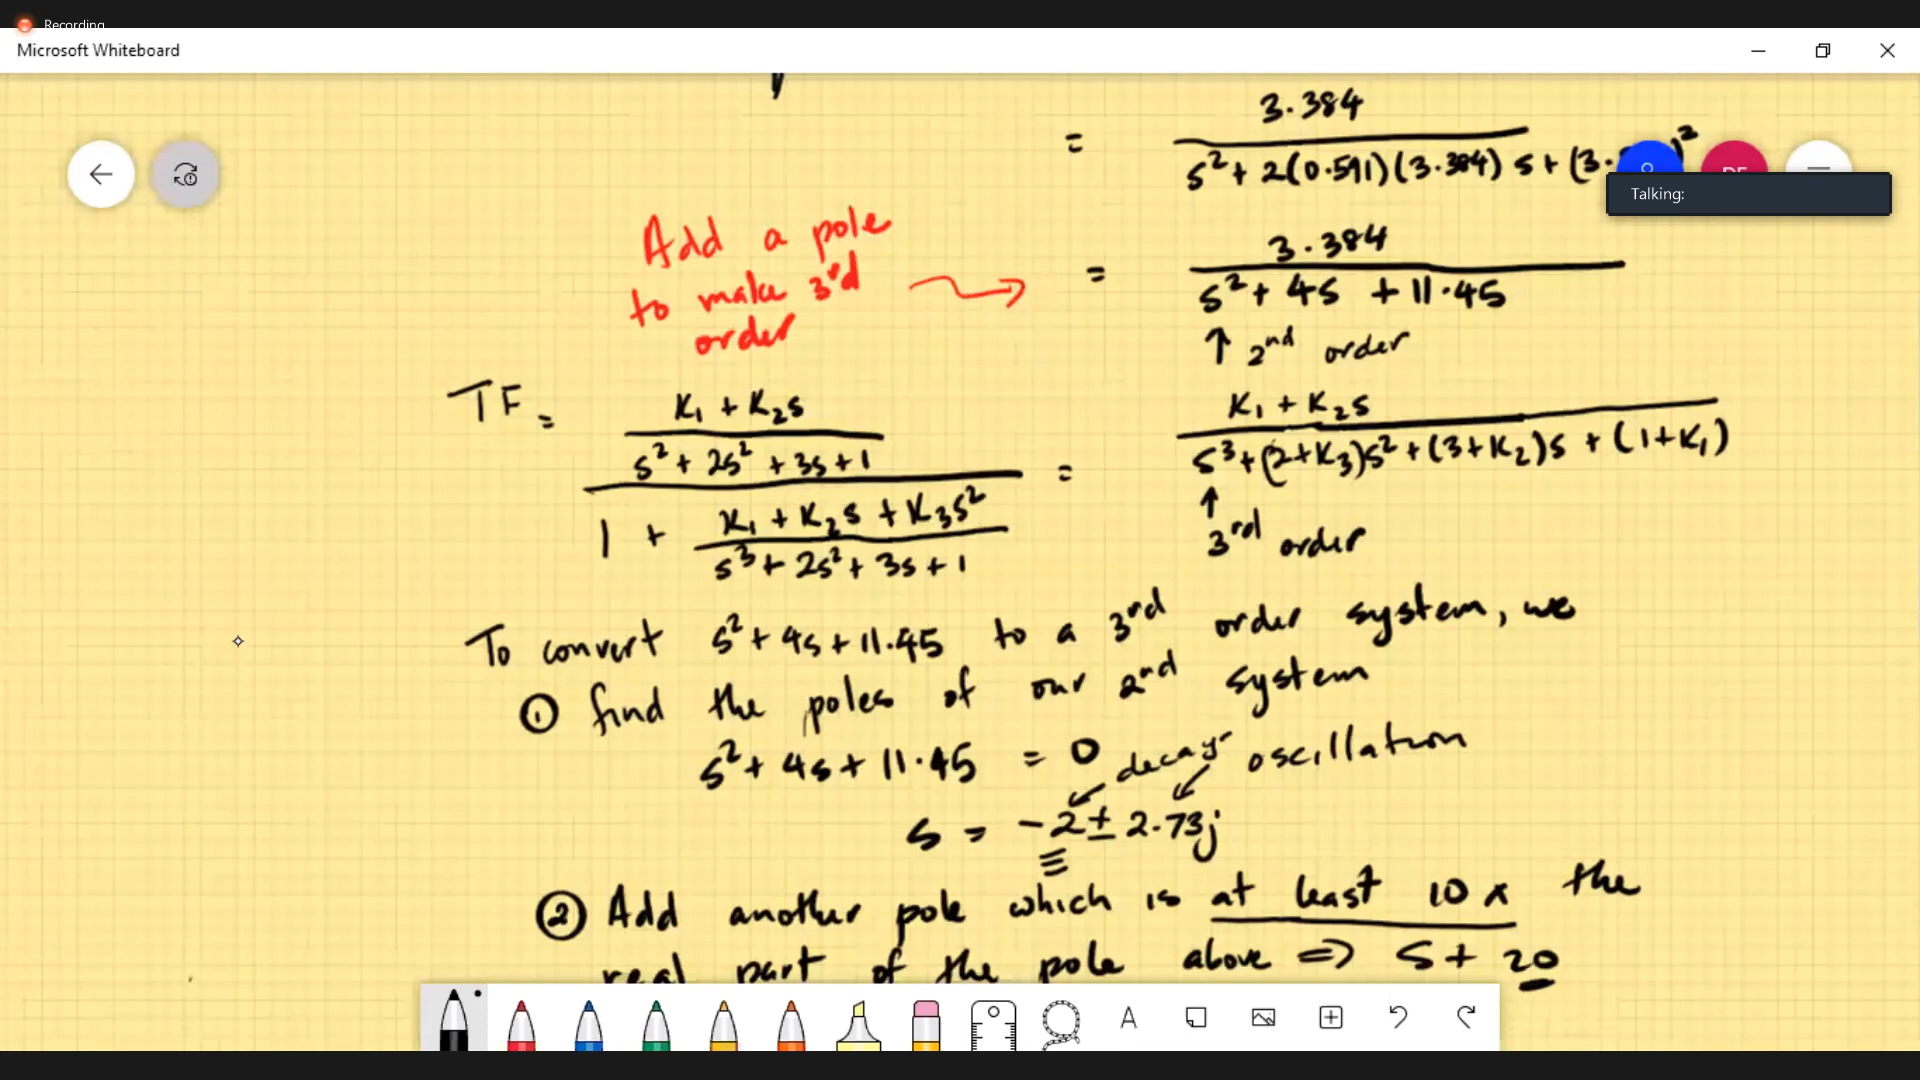 Recording
Microsoft Whiteboard
3.384
= s² + 2(0.591)(3.384) s + (3. )²
Talking:
Add a pole
to make 3rd
order
3.384
= s² + 4s + 11.45
↑ 2nd order
TF = K₁ + K₂s
s² + 2s² + 3s + 1
1 + K₁ + K₂s + K₃s²
s³ + 2s² + 3s + 1
= K₁ + K₂s
s³ + (2+K₃)s² + (3+K₂)s + (1+K₁)
↑
3rd order
To convert s² + 4s + 11.45 to a 3rd order system, we
① find the poles of our 2nd system
s² + 4s + 11.45 = 0
decay oscillation
s = -2 ± 2.73j
② Add another pole which is at least 10 x the
real part of the pole above => s + 20
A